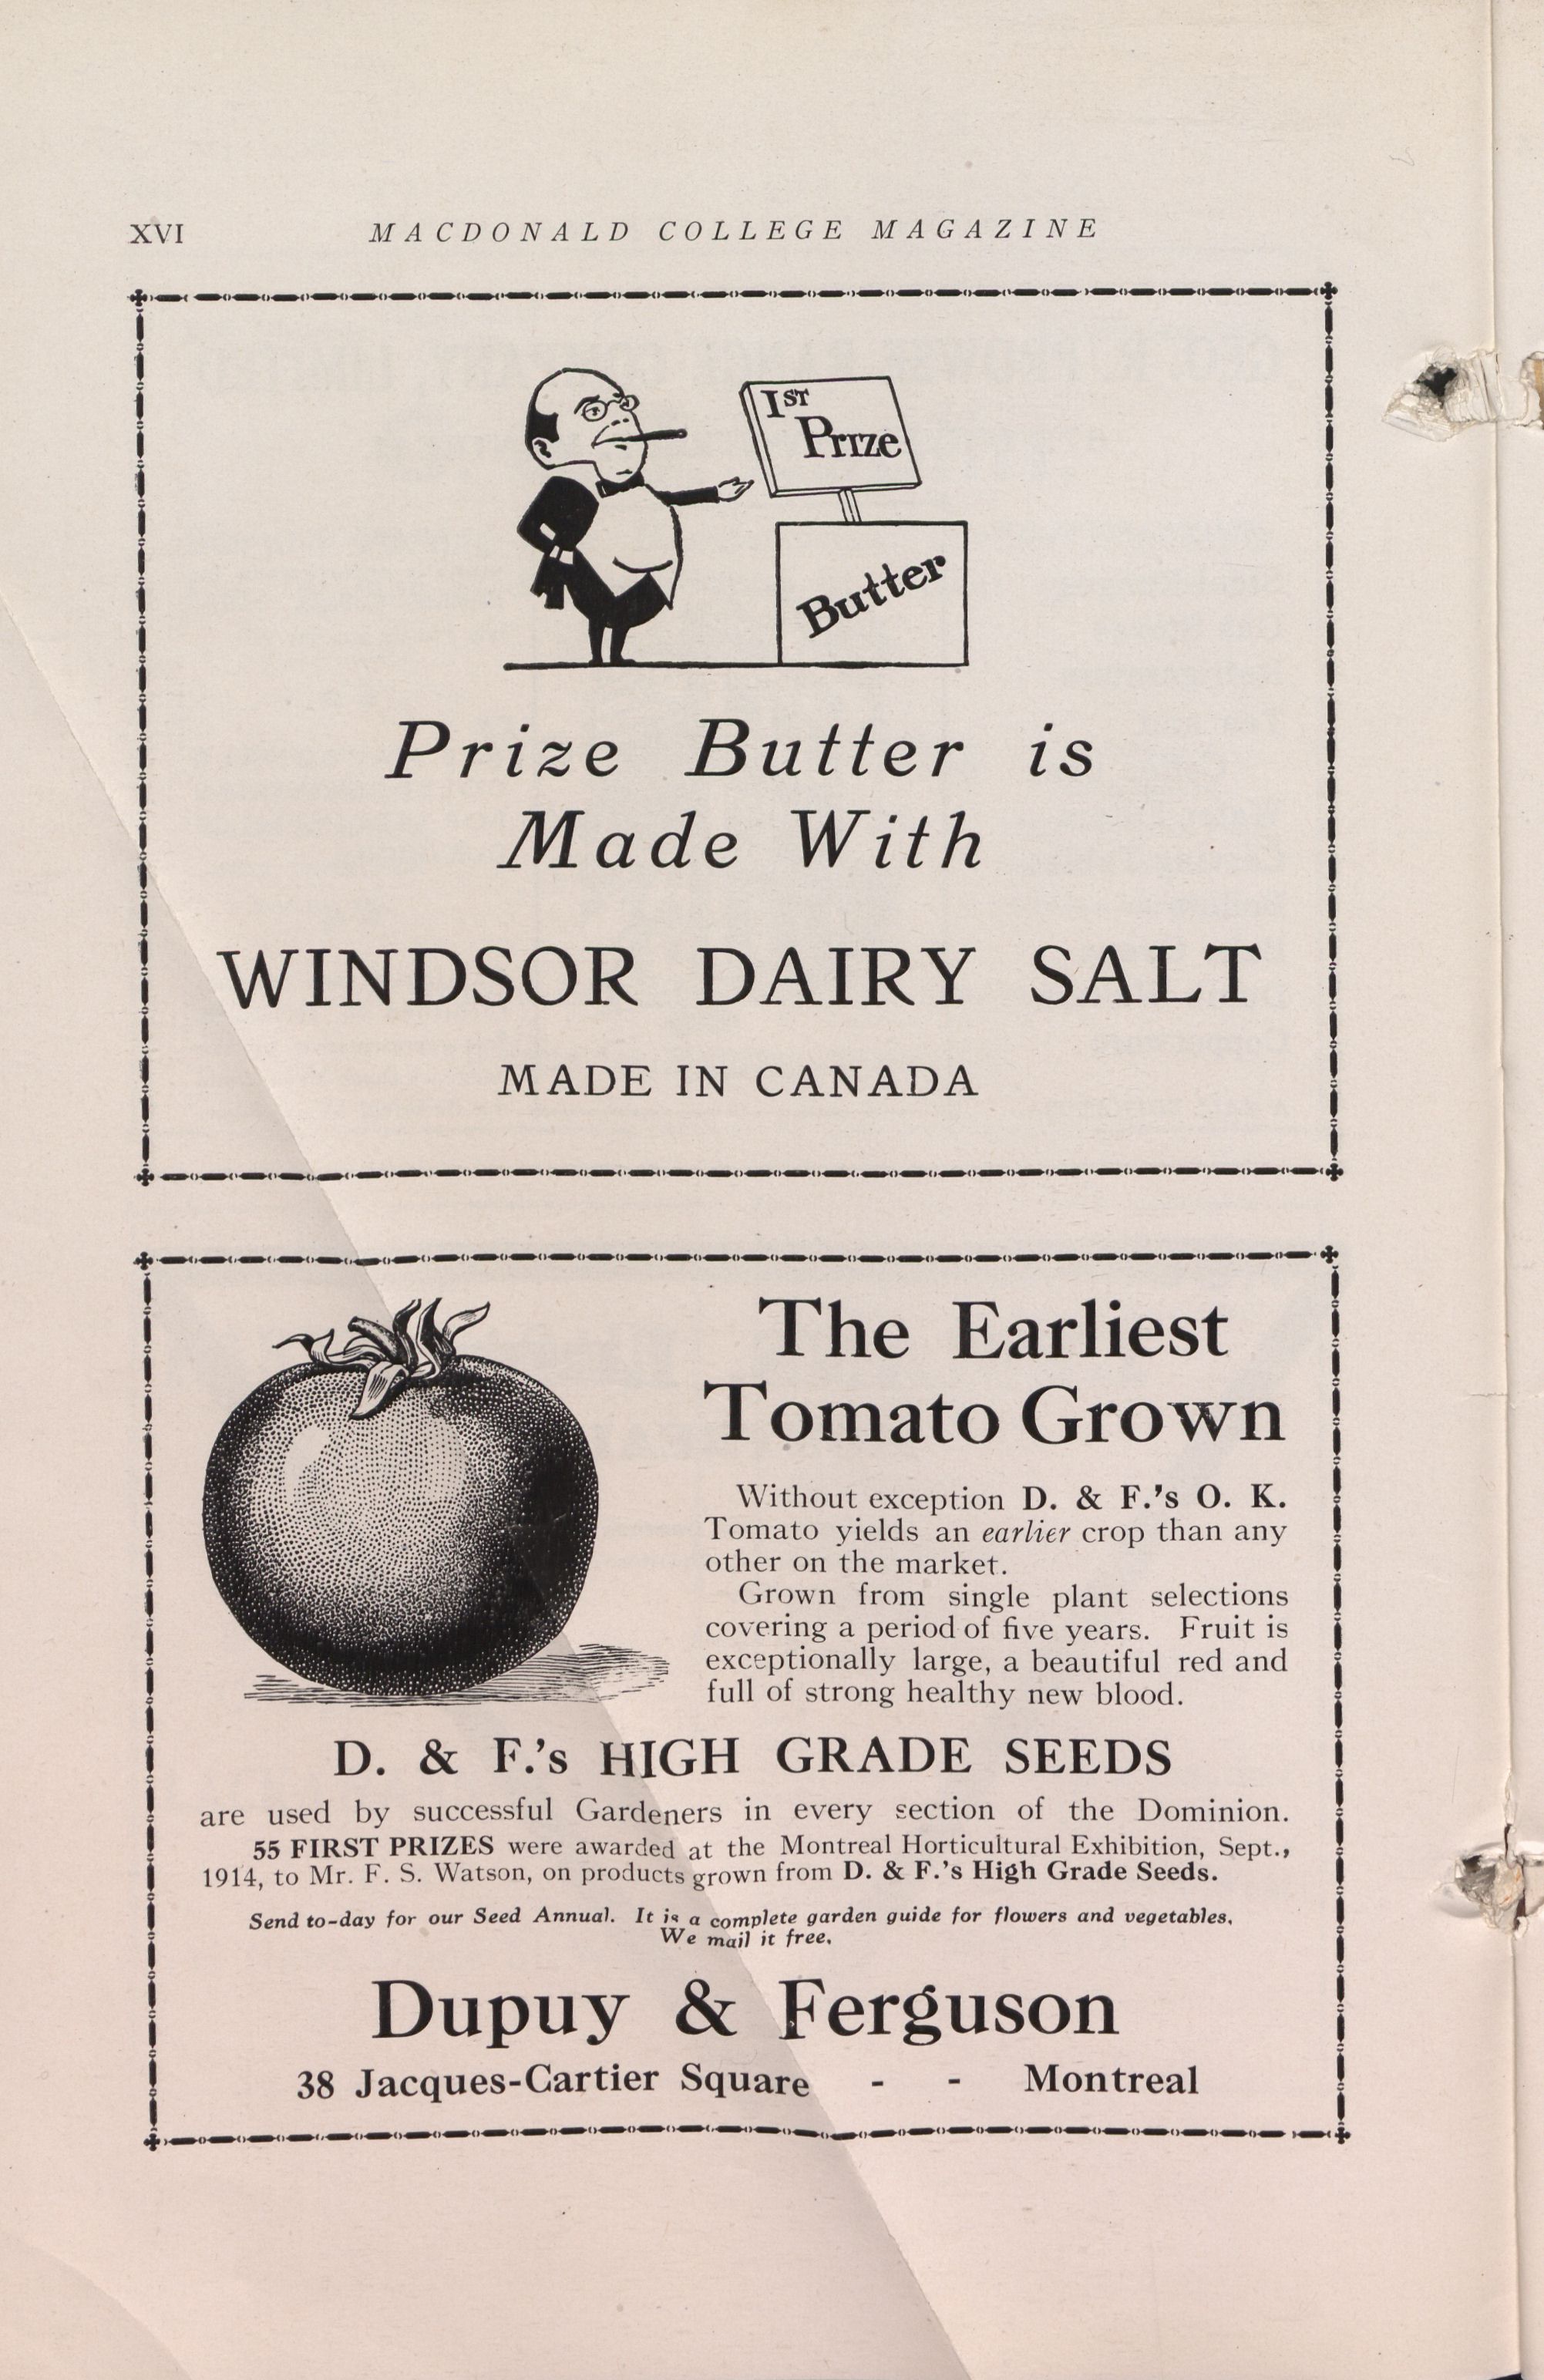 XVI MACDONALD COLLEGE MAGAZINE
1ST
Prize
Butter
Prize Butter is
Made With
WINDSOR DAIRY SALT
MADE IN CANADA
The Earliest
Tomato Grown
Without exception D. & F.'s O. K.
Tomato yields an earlier crop than any
other on the market.
Grown from single plant selections
covering a period of five years. Fruit is
exceptionally large, a beautiful red and
full of strong healthy new blood.
D. & F.'s HIGH GRADE SEEDS
are used by successful Gardeners in every section of the Dominion.
55 FIRST PRIZES were awarded at the Montreal Horticultural Exhibition, Sept.,
1914, to Mr. F. S. Watson, on products grown from D. & F.'s High Grade Seeds.
Send to-day for our Seed Annual. It is a complete garden guide for flowers and vegetables.
We mail it free.
Dupuy & Ferguson
38 Jacques-Cartier Square - - Montreal